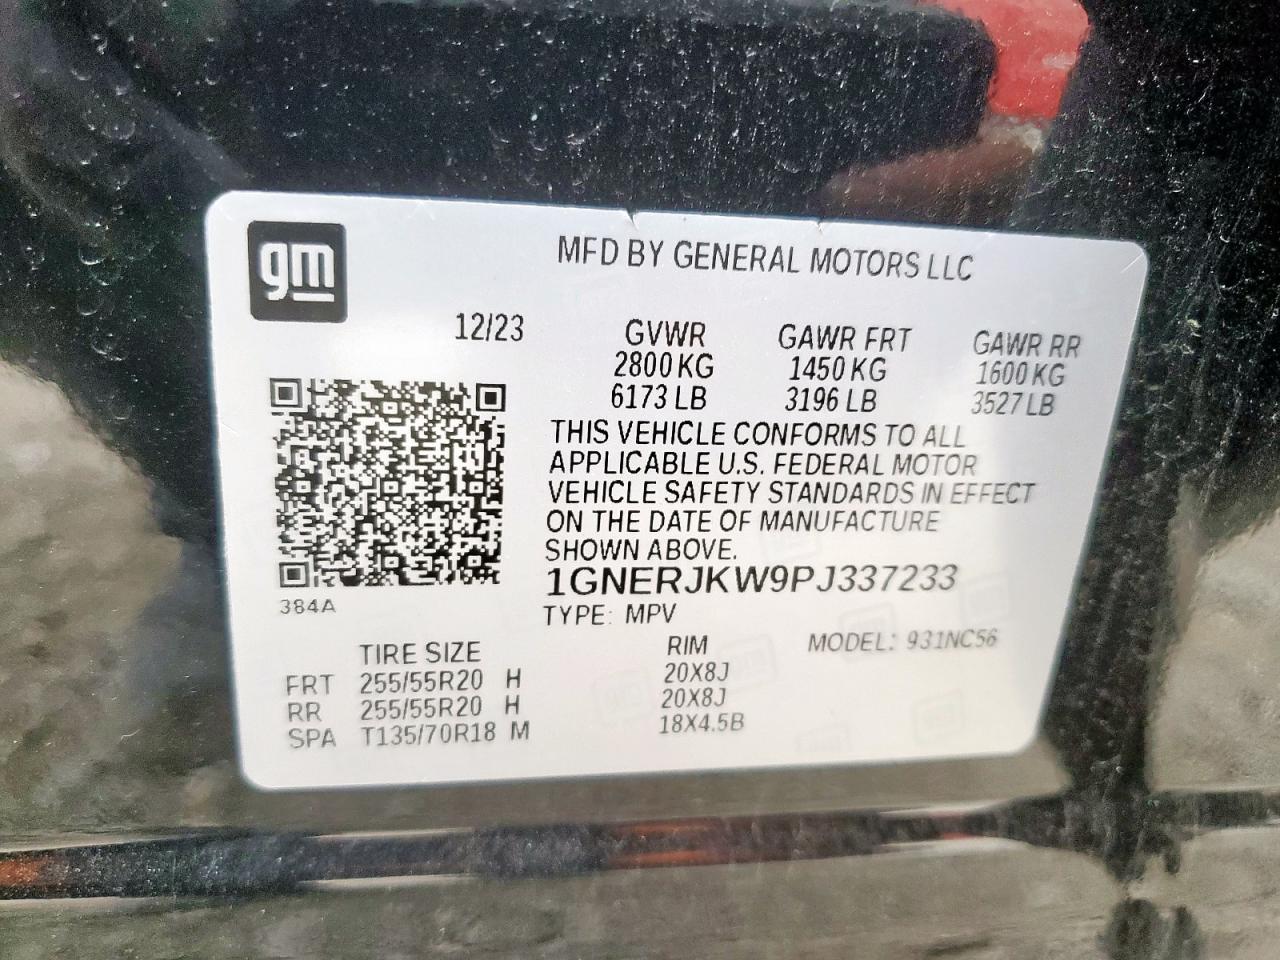 gm
MFD BY GENERAL MOTORS LLC
12/23 GVWR GAWR FRT GAWR RR
2800 KG 1450 KG 1600 KG
6173 LB 3196 LB 3527 LB
THIS VEHICLE CONFORMS TO ALL
APPLICABLE U.S. FEDERAL MOTOR
VEHICLE SAFETY STANDARDS IN EFFECT
ON THE DATE OF MANUFACTURE
SHOWN ABOVE.
1GNERJKW9PJ337233
384A
TYPE: MPV
MODEL: 931NC56
TIRE SIZE RIM
FRT 255/55R20 H 20X8J
RR 255/55R20 H 20X8J
SPA T135/70R18 M 18X4.5B